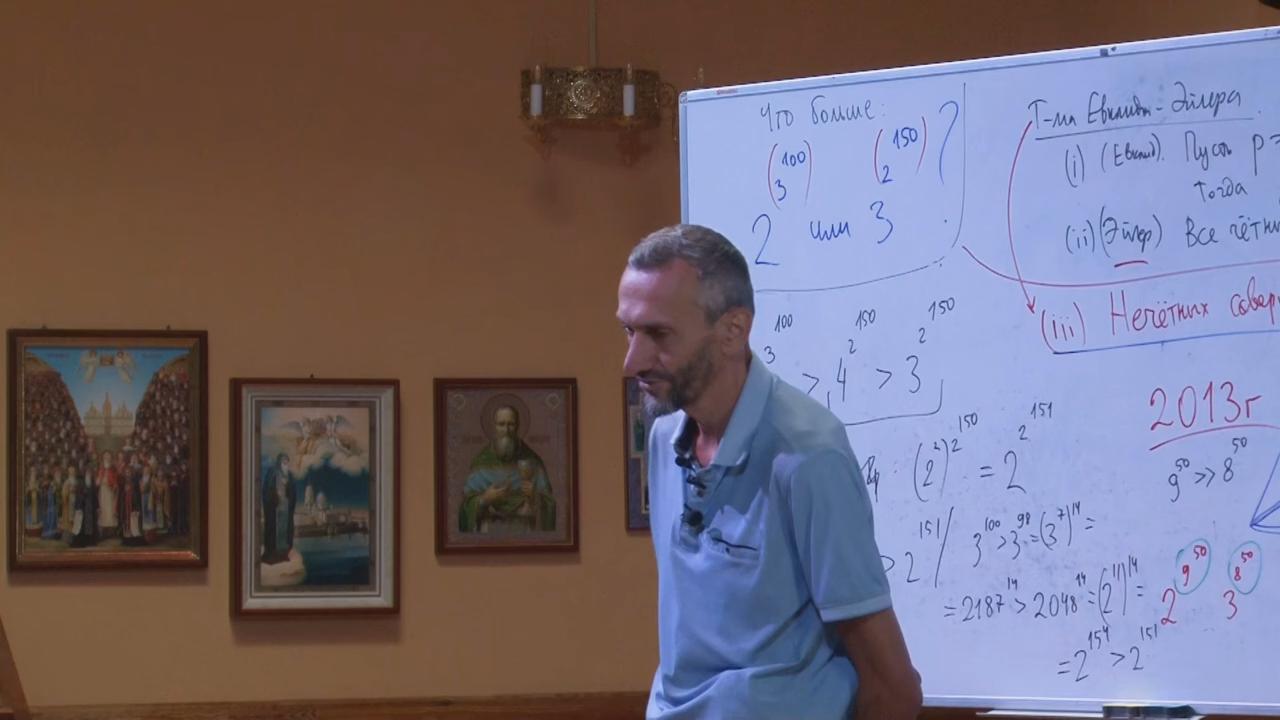 Что больше:
2^(3^100) или 3^(2^150) ?
3^100 > 4^(2^150) > 3^(2^150)
(2^2)^(2^150) = 2^(2^151)
> 2^151 / 3^100 > 3^98 = (3^7)^14 =
= 2187^14 > 2048^14 = (2^11)^14 =
= 2^154 > 2^151
Т-ма Евклида-Эйлера.
(i) (Евклид). Пусть p =
Тогда
(ii) (Эйлер) Все чётн
(iii) Нечётных совер
2013г
9^50 >> 8^50
2^(9^50) 3^(8^50)